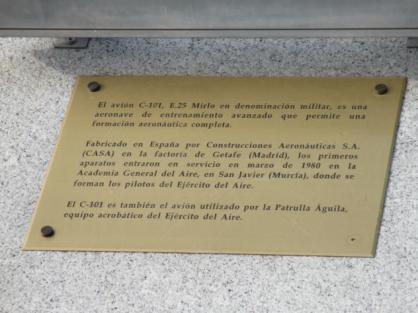 El avión C-101, E.25 Mirlo en denominación militar, es una
aeronave de entrenamiento avanzado que permite una
formación aeronáutica completa.
Fabricado en España por Construcciones Aeronáuticas S.A.
(CASA) en la factoria de Getafe (Madrid), los primeros
aparatos entraron en servicio en marzo de 1980 en la
Academia General del Aire, en San Javier (Murcia), donde se
forman los pilotos del Ejército del Aire.
El C-101 es también el avión utilizado por la Patrulla Águila,
equipo acrobático del Ejército del Aire.